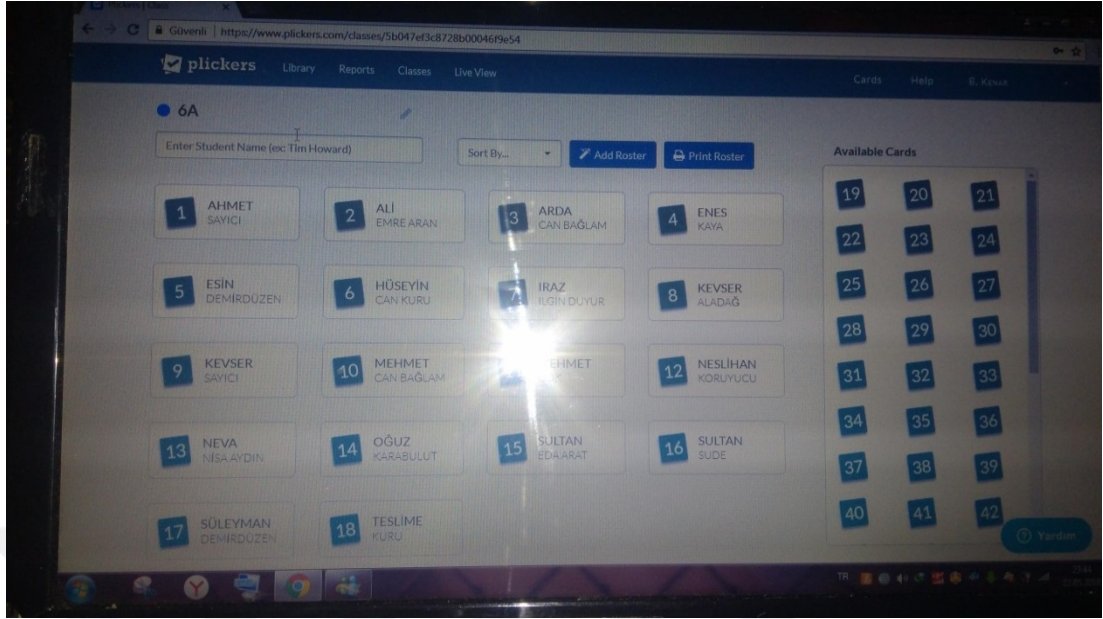 Plickers | Class
Güvenli | https://www.plickers.com/classes/5b047ef3c8728b00046f9e54
plickers Library Reports Classes Live View Cards Help B. Kenar
6A
Enter Student Name (ex: Tim Howard) Sort By... Add Roster Print Roster
Available Cards
1 AHMET SAYICI
2 ALİ EMRE ARAN
3 ARDA CAN BAĞLAM
4 ENES KAYA
5 ESİN DEMİRDÜZEN
6 HÜSEYİN CAN KURU
7 IRAZ ILGIN DUYUR
8 KEVSER ALADAĞ
9 KEVSER SAYICI
10 MEHMET CAN BAĞLAM
12 NESLİHAN KORUYUCU
13 NEVA NİSA AYDIN
14 OĞUZ KARABULUT
15 SULTAN EDA ARAT
16 SULTAN SUDE
17 SÜLEYMAN DEMİRDÜZEN
18 TESLİME KURU
19 20 21
22 23 24
25 26 27
28 29 30
31 32 33
34 35 36
37 38 39
40 41 42
Yardım
TR 23:44